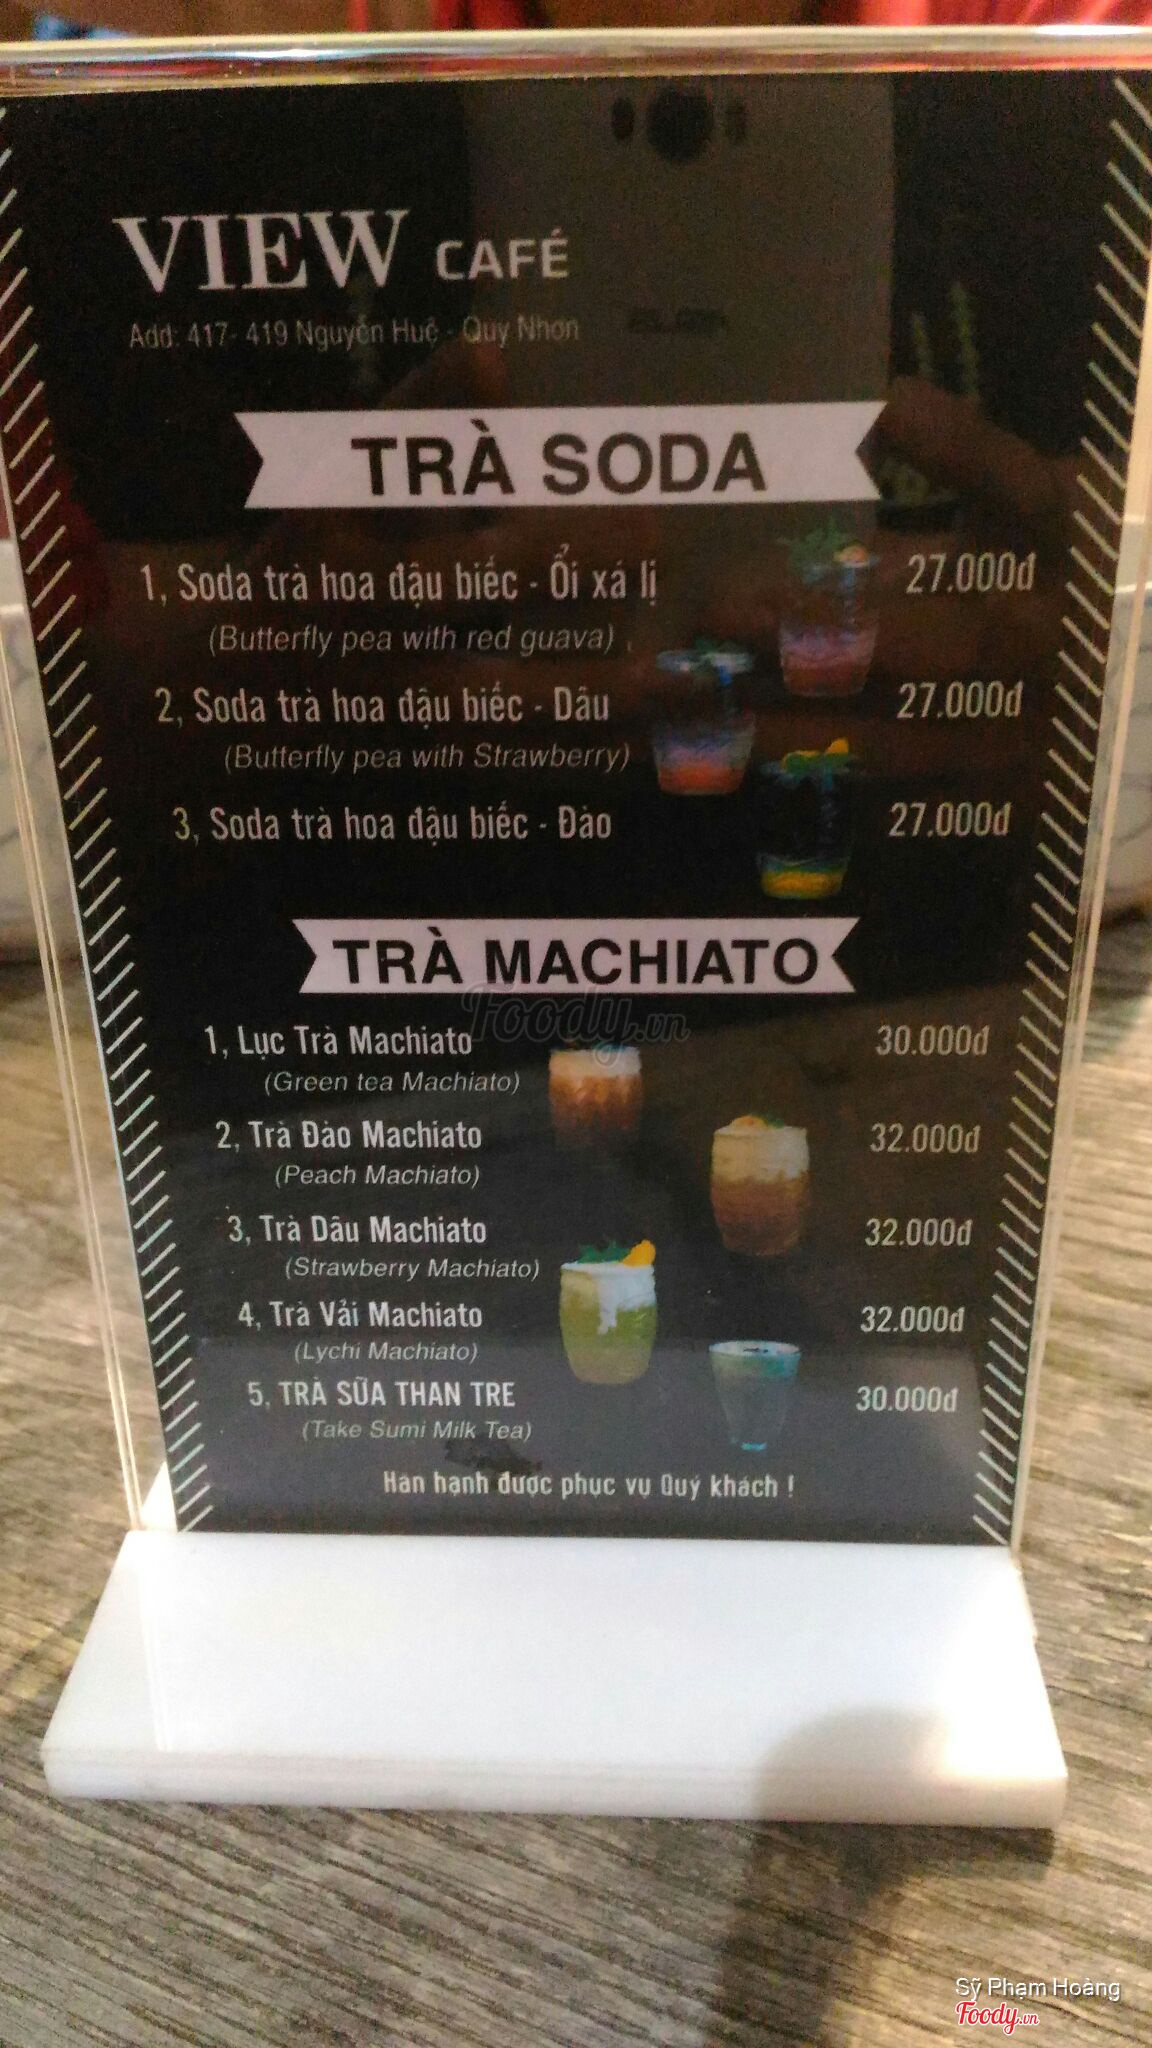 VIEW CAFÉ
Add: 417- 419 Nguyễn Huệ - Quy Nhơn
TRÀ SODA
1, Soda trà hoa đậu biếc - Ổi xá lị 27.000đ
(Butterfly pea with red guava)
2, Soda trà hoa đậu biếc - Dâu 27.000đ
(Butterfly pea with Strawberry)
3, Soda trà hoa đậu biếc - Đào 27.000đ
TRÀ MACHIATO
Foody.vn
1, Lục Trà Machiato 30.000đ
(Green tea Machiato)
2, Trà Đào Machiato 32.000đ
(Peach Machiato)
3, Trà Dâu Machiato 32.000đ
(Strawberry Machiato)
4, Trà Vải Machiato 32.000đ
(Lychi Machiato)
5, TRÀ SỮA THAN TRE 30.000đ
(Take Sumi Milk Tea)
Hân hạnh được phục vụ Quý khách !
Sỹ Phạm Hoàng
Foody.vn